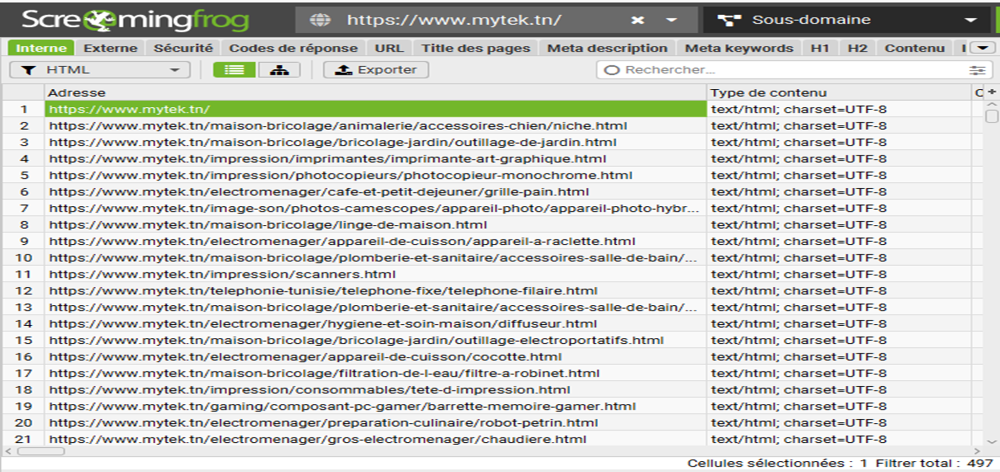 Screamingfrog https://www.mytek.tn/ Sous-domaine
Interne Externe Sécurité Codes de réponse URL Title des pages Meta description Meta keywords H1 H2 Contenu
HTML Exporter Rechercher...
Adresse Type de contenu
1 https://www.mytek.tn/ text/html; charset=UTF-8
2 https://www.mytek.tn/maison-bricolage/animalerie/accessoires-chien/niche.html text/html; charset=UTF-8
3 https://www.mytek.tn/maison-bricolage/bricolage-jardin/outillage-de-jardin.html text/html; charset=UTF-8
4 https://www.mytek.tn/impression/imprimantes/imprimante-art-graphique.html text/html; charset=UTF-8
5 https://www.mytek.tn/impression/photocopieurs/photocopieur-monochrome.html text/html; charset=UTF-8
6 https://www.mytek.tn/electromenager/cafe-et-petit-dejeuner/grille-pain.html text/html; charset=UTF-8
7 https://www.mytek.tn/image-son/photos-camescopes/appareil-photo/appareil-photo-hybr... text/html; charset=UTF-8
8 https://www.mytek.tn/maison-bricolage/linge-de-maison.html text/html; charset=UTF-8
9 https://www.mytek.tn/electromenager/appareil-de-cuisson/appareil-a-raclette.html text/html; charset=UTF-8
10 https://www.mytek.tn/maison-bricolage/plomberie-et-sanitaire/accessoires-salle-de-bain/... text/html; charset=UTF-8
11 https://www.mytek.tn/impression/scanners.html text/html; charset=UTF-8
12 https://www.mytek.tn/telephonie-tunisie/telephone-fixe/telephone-filaire.html text/html; charset=UTF-8
13 https://www.mytek.tn/maison-bricolage/plomberie-et-sanitaire/accessoires-salle-de-bain/... text/html; charset=UTF-8
14 https://www.mytek.tn/electromenager/hygiene-et-soin-maison/diffuseur.html text/html; charset=UTF-8
15 https://www.mytek.tn/maison-bricolage/bricolage-jardin/outillage-electroportatifs.html text/html; charset=UTF-8
16 https://www.mytek.tn/electromenager/appareil-de-cuisson/cocotte.html text/html; charset=UTF-8
17 https://www.mytek.tn/maison-bricolage/filtration-de-l-eau/filtre-a-robinet.html text/html; charset=UTF-8
18 https://www.mytek.tn/impression/consommables/tete-d-impression.html text/html; charset=UTF-8
19 https://www.mytek.tn/gaming/composant-pc-gamer/barrette-memoire-gamer.html text/html; charset=UTF-8
20 https://www.mytek.tn/electromenager/preparation-culinaire/robot-petrin.html text/html; charset=UTF-8
21 https://www.mytek.tn/electromenager/gros-electromenager/chaudiere.html text/html; charset=UTF-8
Cellules sélectionnées : 1 Filtrer total : 497